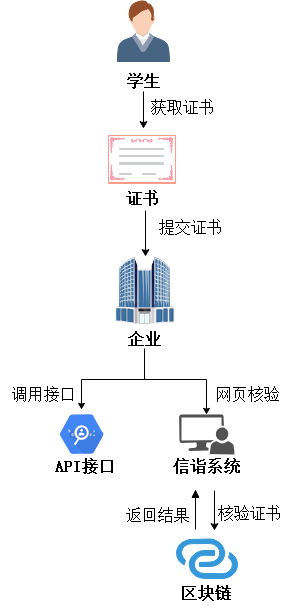 学生
获取证书
证书
提交证书
企业
调用接口
网页核验
API接口
信诣系统
返回结果
核验证书
区块链